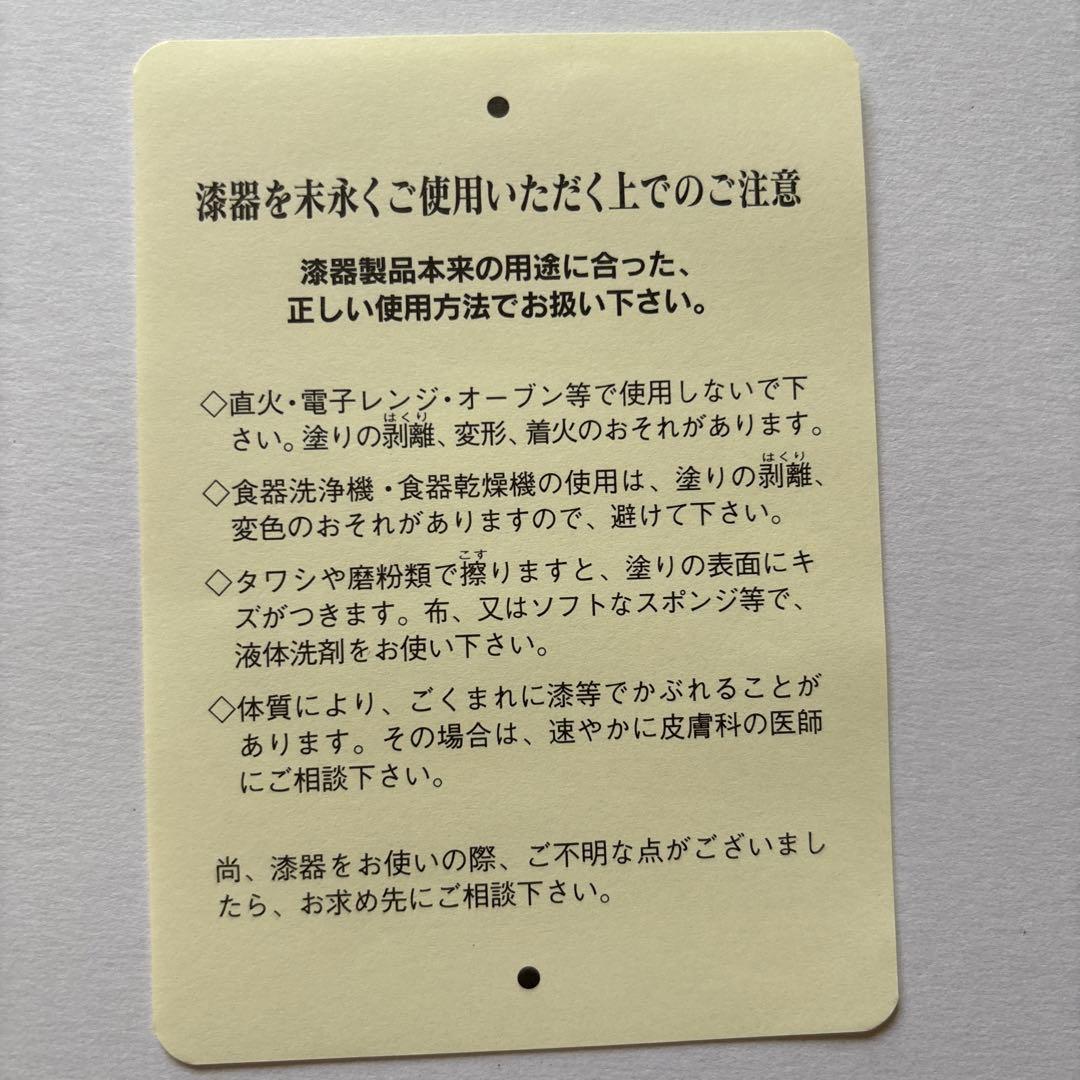 漆器を末永くご使用いただく上でのご注意
漆器製品本来の用途に合った、
正しい使用方法でお扱い下さい。
◇直火・電子レンジ・オーブン等で使用しないで下
はくり
さい。塗りの剥離、変形、着火のおそれがあります。
はくり
◇食器洗浄機・食器乾燥機の使用は、塗りの剥離、
変色のおそれがありますので、避けて下さい。
こす
◇タワシや磨粉類で擦りますと、塗りの表面にキ
ズがつきます。布、又はソフトなスポンジ等で、
液体洗剤をお使い下さい。
◇体質により、ごくまれに漆等でかぶれることが
あります。その場合は、速やかに皮膚科の医師
にご相談下さい。
尚、漆器をお使いの際、ご不明な点がございまし
たら、お求め先にご相談下さい。